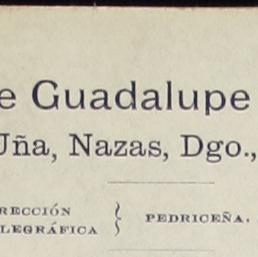 e Guadalupe
Uña, Nazas, Dgo.,
RECCIÓN
LEGRÁFICA } PEDRICEÑA.